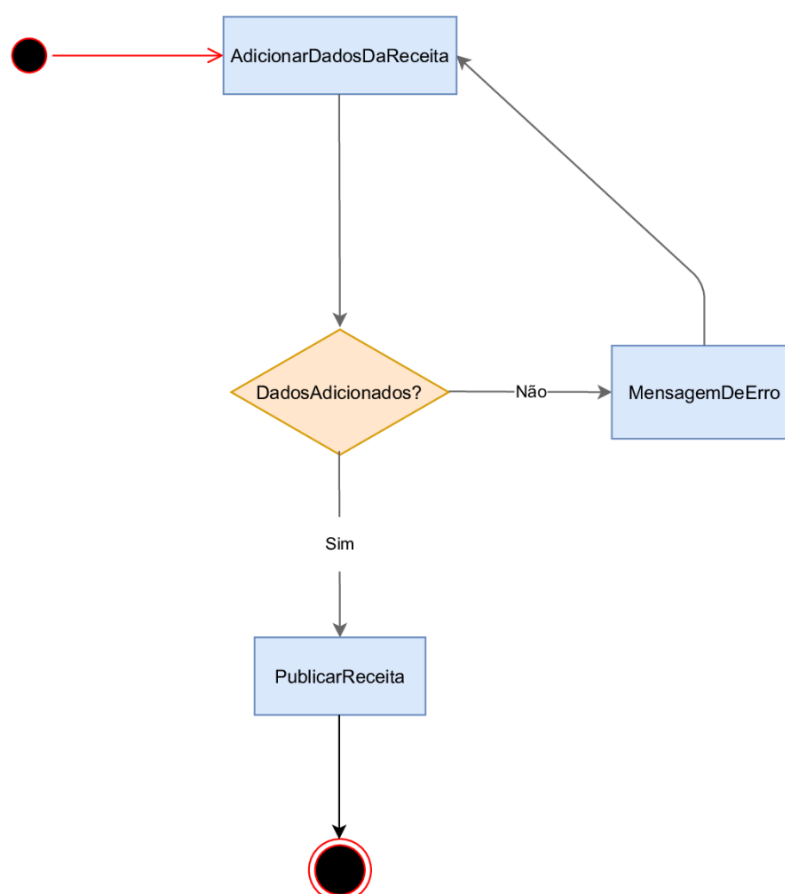 AdicionarDadosDaReceita
DadosAdicionados?
Não
MensagemDeErro
Sim
PublicarReceita